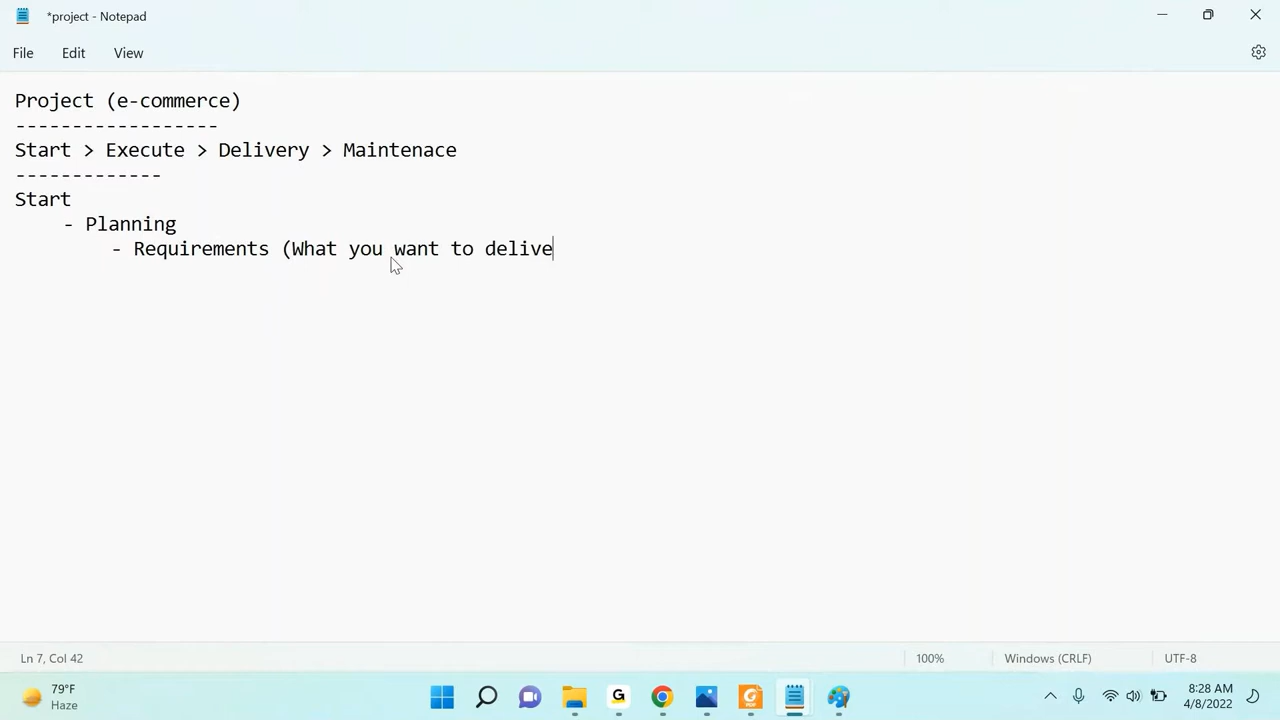 *project - Notepad
File Edit View
Project (e-commerce)
------------------
Start > Execute > Delivery > Maintenace
-------------
Start
- Planning
- Requirements (What you want to delive
Ln 7, Col 42 100% Windows (CRLF) UTF-8
79°F
Haze
G
PDF
8:28 AM
4/8/2022